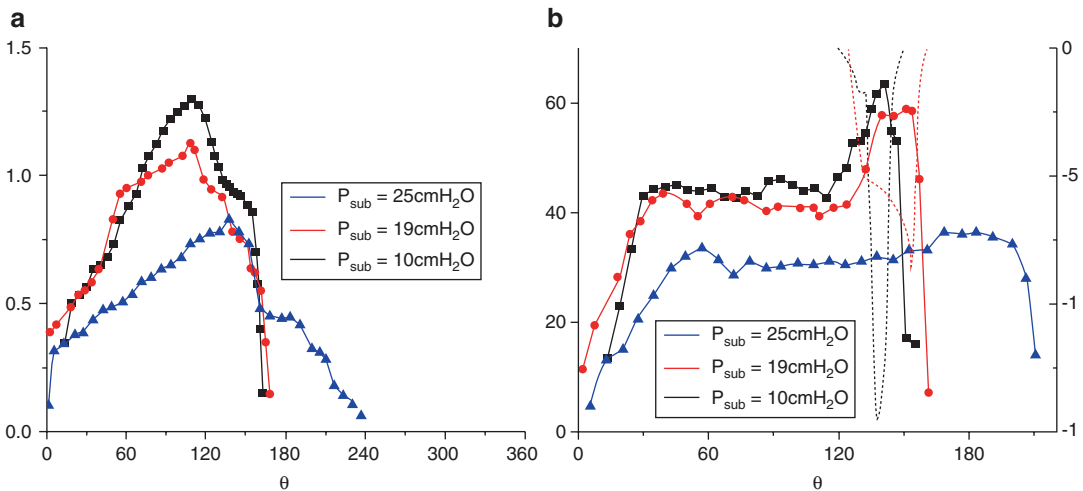 a
1.5
1.0
0.5
0.0
0 60 120 180 240 300 360
θ
P_sub = 25cmH₂O
P_sub = 19cmH₂O
P_sub = 10cmH₂O
b
60
40
20
0
0 60 120 180
θ
0
-5
-1
-1
P_sub = 25cmH₂O
P_sub = 19cmH₂O
P_sub = 10cmH₂O